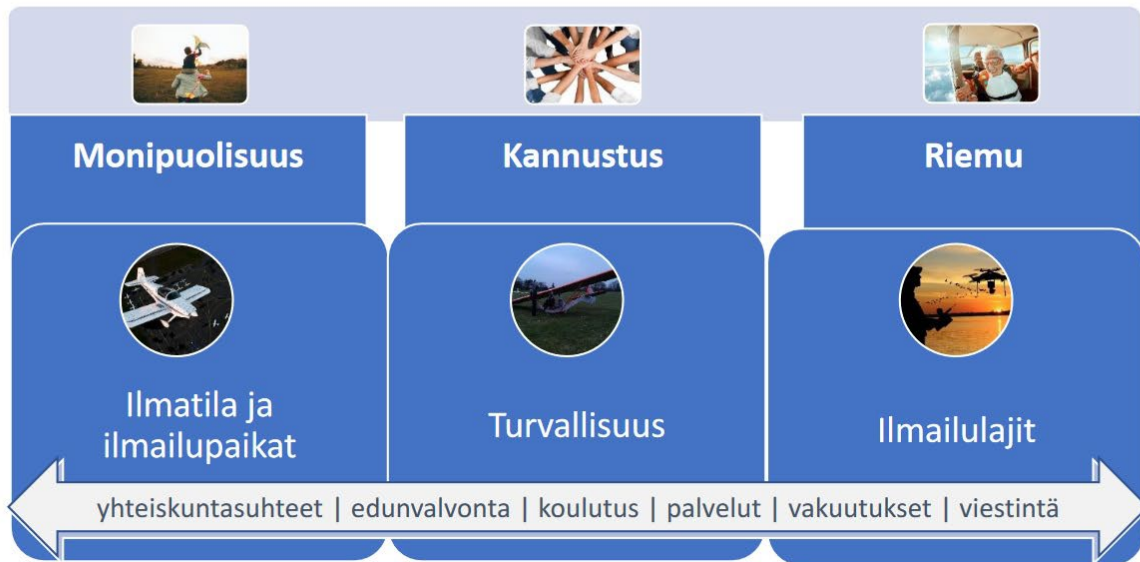 Monipuolisuus
Kannustus
Riemu
Ilmatila ja
ilmailupaikat
Turvallisuus
Ilmailulajit
yhteiskuntasuhteet | edunvalvonta | koulutus | palvelut | vakuutukset | viestintä